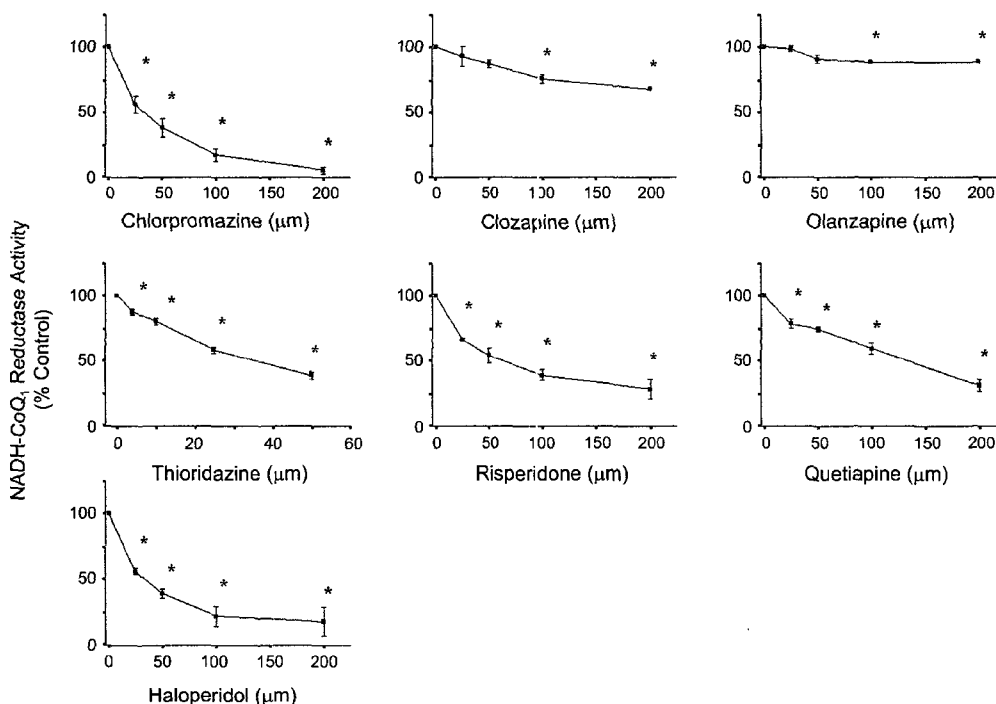 NADH-CoQ1 Reductase Activity
(% Control)
100
50
0
* * * *
0 50 100 150 200
Chlorpromazine (μm)
100
50
0
* *
0 50 100 150 200
Clozapine (μm)
100
50
0
* *
0 50 100 150 200
Olanzapine (μm)
100
50
0
* * * *
0 20 40 60
Thioridazine (μm)
100
50
0
* * * *
0 50 100 150 200
Risperidone (μm)
100
50
0
* * * *
0 50 100 150 200
Quetiapine (μm)
100
50
0
* * * *
0 50 100 150 200
Haloperidol (μm)